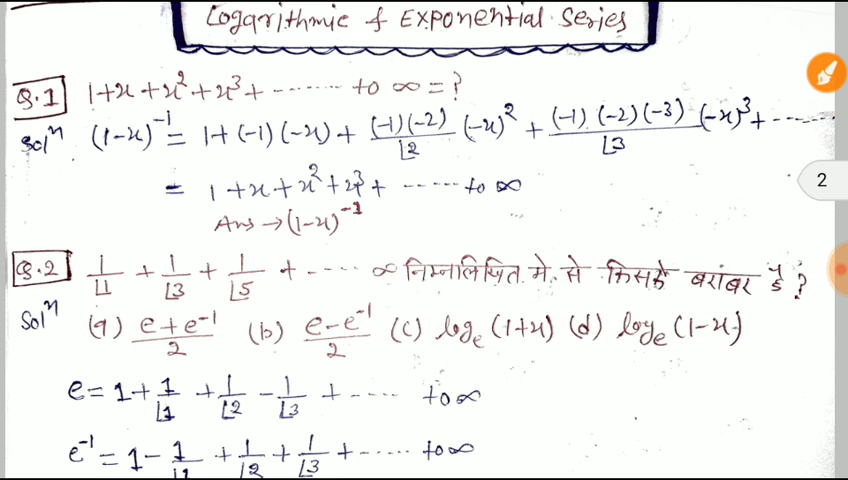 Logarithmic & Exponential Series
Q.1 1+x+x²+x³+ ........ to ∞ = ?
Solⁿ (1-x)⁻¹ = 1+(-1)(-x) + (-1)(-2)/⌊2 (-x)² + (-1)(-2)(-3)/⌊3 (-x)³ + ......
= 1+x+x²+x³+ ...... to ∞
Ans → (1-x)⁻¹
Q.2 1/⌊1 + 1/⌊3 + 1/⌊5 + ..... ∞ निम्नलिखित मे से किसके बराबर है ?
Solⁿ (a) e+e⁻¹/2 (b) e-e⁻¹/2 (c) logₑ(1+x) (d) logₑ(1-x)
e = 1 + 1/⌊1 + 1/⌊2 - 1/⌊3 + ..... to ∞
e⁻¹ = 1 - 1/⌊1 + 1/⌊2 + 1/⌊3 + ...... to ∞
2